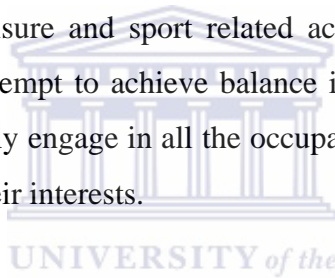 sure and sport related ac
empt to achieve balance i
ly engage in all the occupa
eir interests.
UNIVERSITY of the